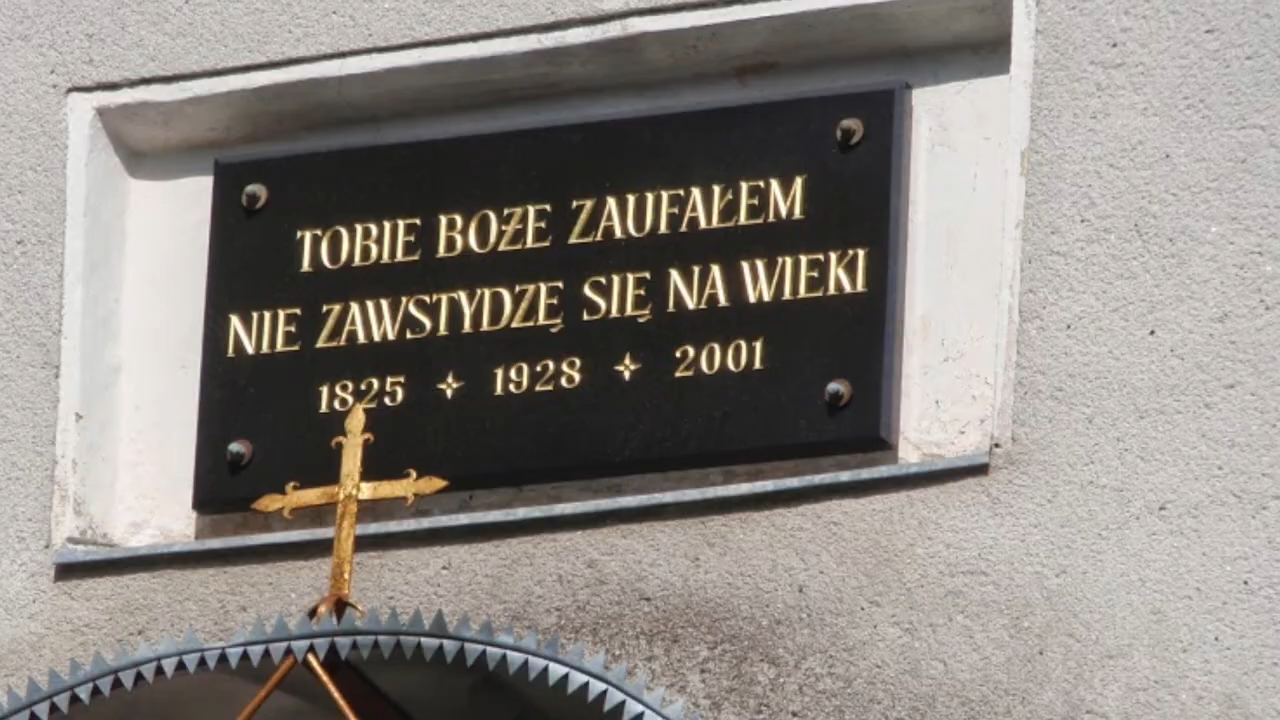 TOBIE BOŻE ZAUFAŁEM
NIE ZAWSTYDZĘ SIĘ NA WIEKI
1825 ✧ 1928 ✧ 2001